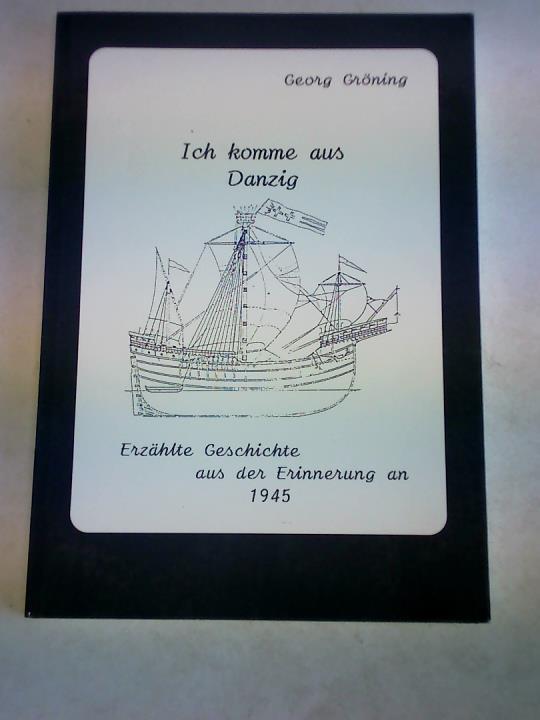 Georg Gröning
Ich komme aus
Danzig
Erzählte Geschichte
aus der Erinnerung an
1945